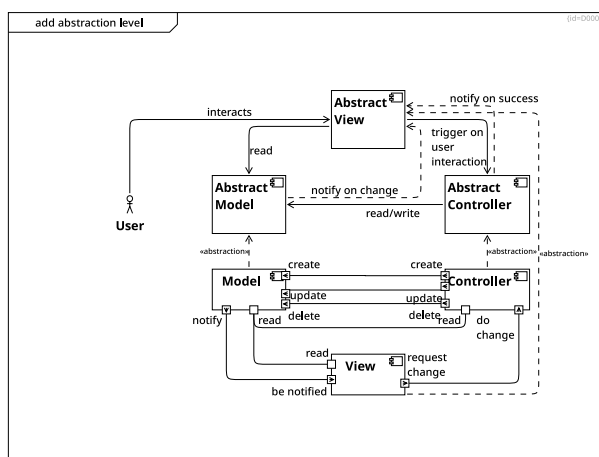 add abstraction level
(id=D000
Abstract
View
notify on success
interacts
trigger on
user
interaction
read
Abstract
Model
notify on change
Abstract
Controller
read/write
User
«abstraction»
«abstraction»
«abstraction»
Model
create
create
Controller
update
update
delete
delete
notify
read
read
do
change
read
View
request
change
be notified